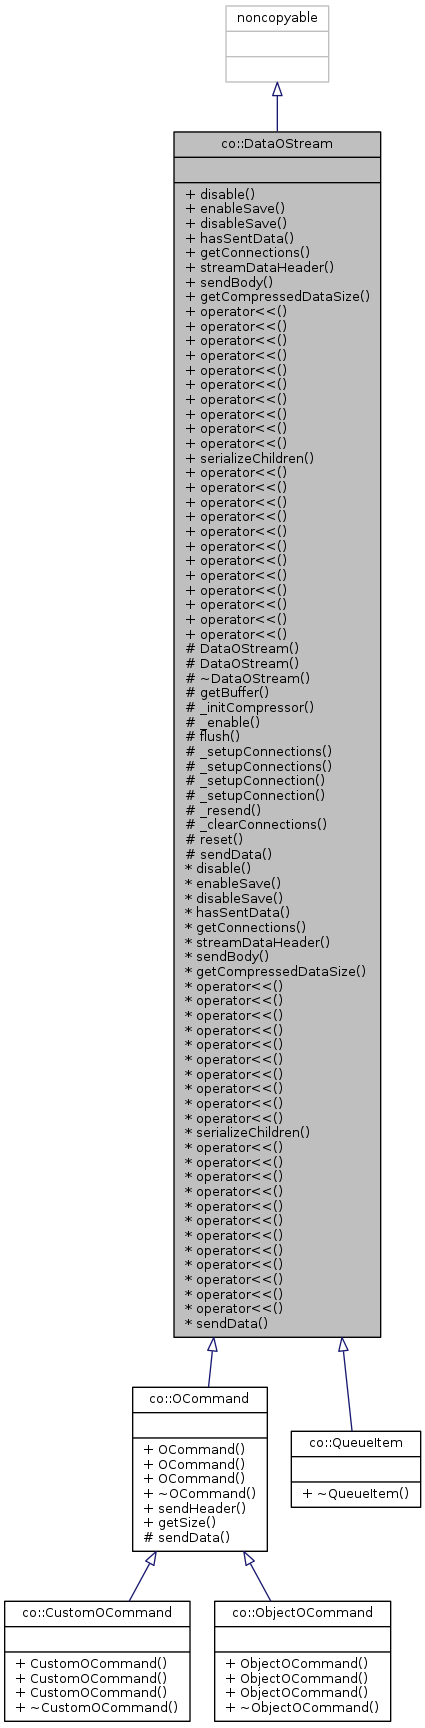 noncopyable
co::DataOStream
+ disable()
+ enableSave()
+ disableSave()
+ hasSentData()
+ getConnections()
+ streamDataHeader()
+ sendBody()
+ getCompressedDataSize()
+ operator<<()
+ operator<<()
+ operator<<()
+ operator<<()
+ operator<<()
+ operator<<()
+ operator<<()
+ operator<<()
+ operator<<()
+ operator<<()
+ serializeChildren()
+ operator<<()
+ operator<<()
+ operator<<()
+ operator<<()
+ operator<<()
+ operator<<()
+ operator<<()
+ operator<<()
+ operator<<()
+ operator<<()
+ operator<<()
+ operator<<()
# DataOStream()
# DataOStream()
# ~DataOStream()
# getBuffer()
# _initCompressor()
# _enable()
# flush()
# _setupConnections()
# _setupConnections()
# _setupConnection()
# _setupConnection()
# _resend()
# _clearConnections()
# reset()
# sendData()
* disable()
* enableSave()
* disableSave()
* hasSentData()
* getConnections()
* streamDataHeader()
* sendBody()
* getCompressedDataSize()
* operator<<()
* operator<<()
* operator<<()
* operator<<()
* operator<<()
* operator<<()
* operator<<()
* operator<<()
* operator<<()
* operator<<()
* serializeChildren()
* operator<<()
* operator<<()
* operator<<()
* operator<<()
* operator<<()
* operator<<()
* operator<<()
* operator<<()
* operator<<()
* operator<<()
* operator<<()
* operator<<()
* sendData()
co::OCommand
+ OCommand()
+ OCommand()
+ OCommand()
+ ~OCommand()
+ sendHeader()
+ getSize()
# sendData()
co::QueueItem
+ ~QueueItem()
co::CustomOCommand
+ CustomOCommand()
+ CustomOCommand()
+ CustomOCommand()
+ ~CustomOCommand()
co::ObjectOCommand
+ ObjectOCommand()
+ ObjectOCommand()
+ ObjectOCommand()
+ ~ObjectOCommand()